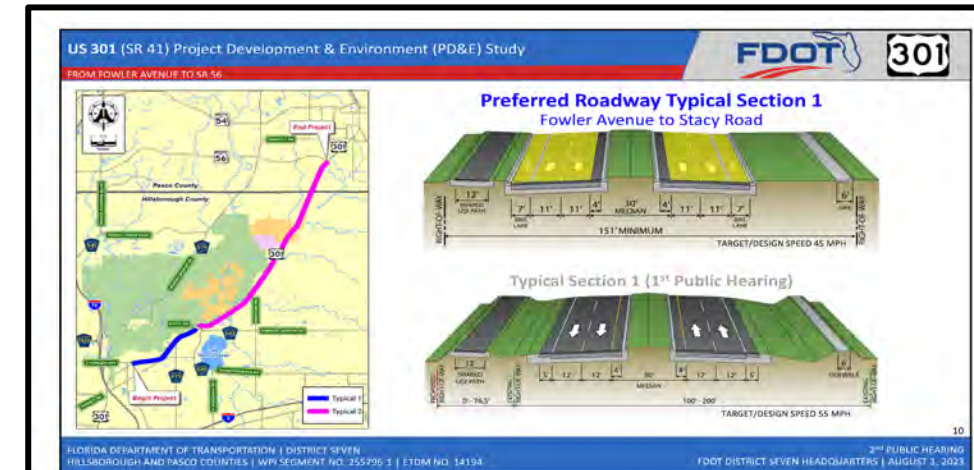 US 301 (SR 41) Project Development & Environment (PD&E) Study
FROM FOWLER AVENUE TO SR 56
FDOT
301
54
56
End Project
301
Pasco County
Hillsborough County
301
Begin Project
301
Typical 1
Typical 2
Preferred Roadway Typical Section 1
Fowler Avenue to Stacy Road
12'
SHARED
USE PATH
7'
BIKE
LANE
11'
11'
4'
30'
MEDIAN
4'
11'
11'
7'
BIKE
LANE
6'
RIGHT-OF-WAY
RIGHT-OF-WAY
151' MINIMUM
TARGET/DESIGN SPEED 45 MPH
Typical Section 1 (1st Public Hearing)
SHARED
USE PATH
5'
12'
12'
4'
30'
MEDIAN
4'
12'
12'
5'
SIDEWALK
100' - 200'
TARGET/DESIGN SPEED 55 MPH
10
FLORIDA DEPARTMENT OF TRANSPORTATION | DISTRICT SEVEN
HILLSBOROUGH AND PASCO COUNTIES | WPI SEGMENT NO. 255796 1 | ETDM NO. 14194
2ND PUBLIC HEARING
FDOT DISTRICT SEVEN HEADQUARTERS | AUGUST 1, 2023